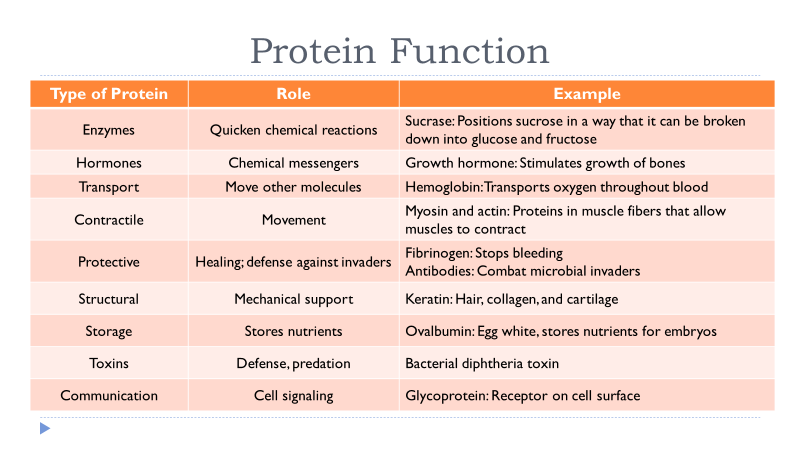 Protein Function
Type of Protein Role Example
Enzymes Quicken chemical reactions Sucrase: Positions sucrose in a way that it can be broken
down into glucose and fructose
Hormones Chemical messengers Growth hormone: Stimulates growth of bones
Transport Move other molecules Hemoglobin: Transports oxygen throughout blood
Contractile Movement Myosin and actin: Proteins in muscle fibers that allow
muscles to contract
Protective Healing; defense against invaders Fibrinogen: Stops bleeding
Antibodies: Combat microbial invaders
Structural Mechanical support Keratin: Hair, collagen, and cartilage
Storage Stores nutrients Ovalbumin: Egg white, stores nutrients for embryos
Toxins Defense, predation Bacterial diphtheria toxin
Communication Cell signaling Glycoprotein: Receptor on cell surface